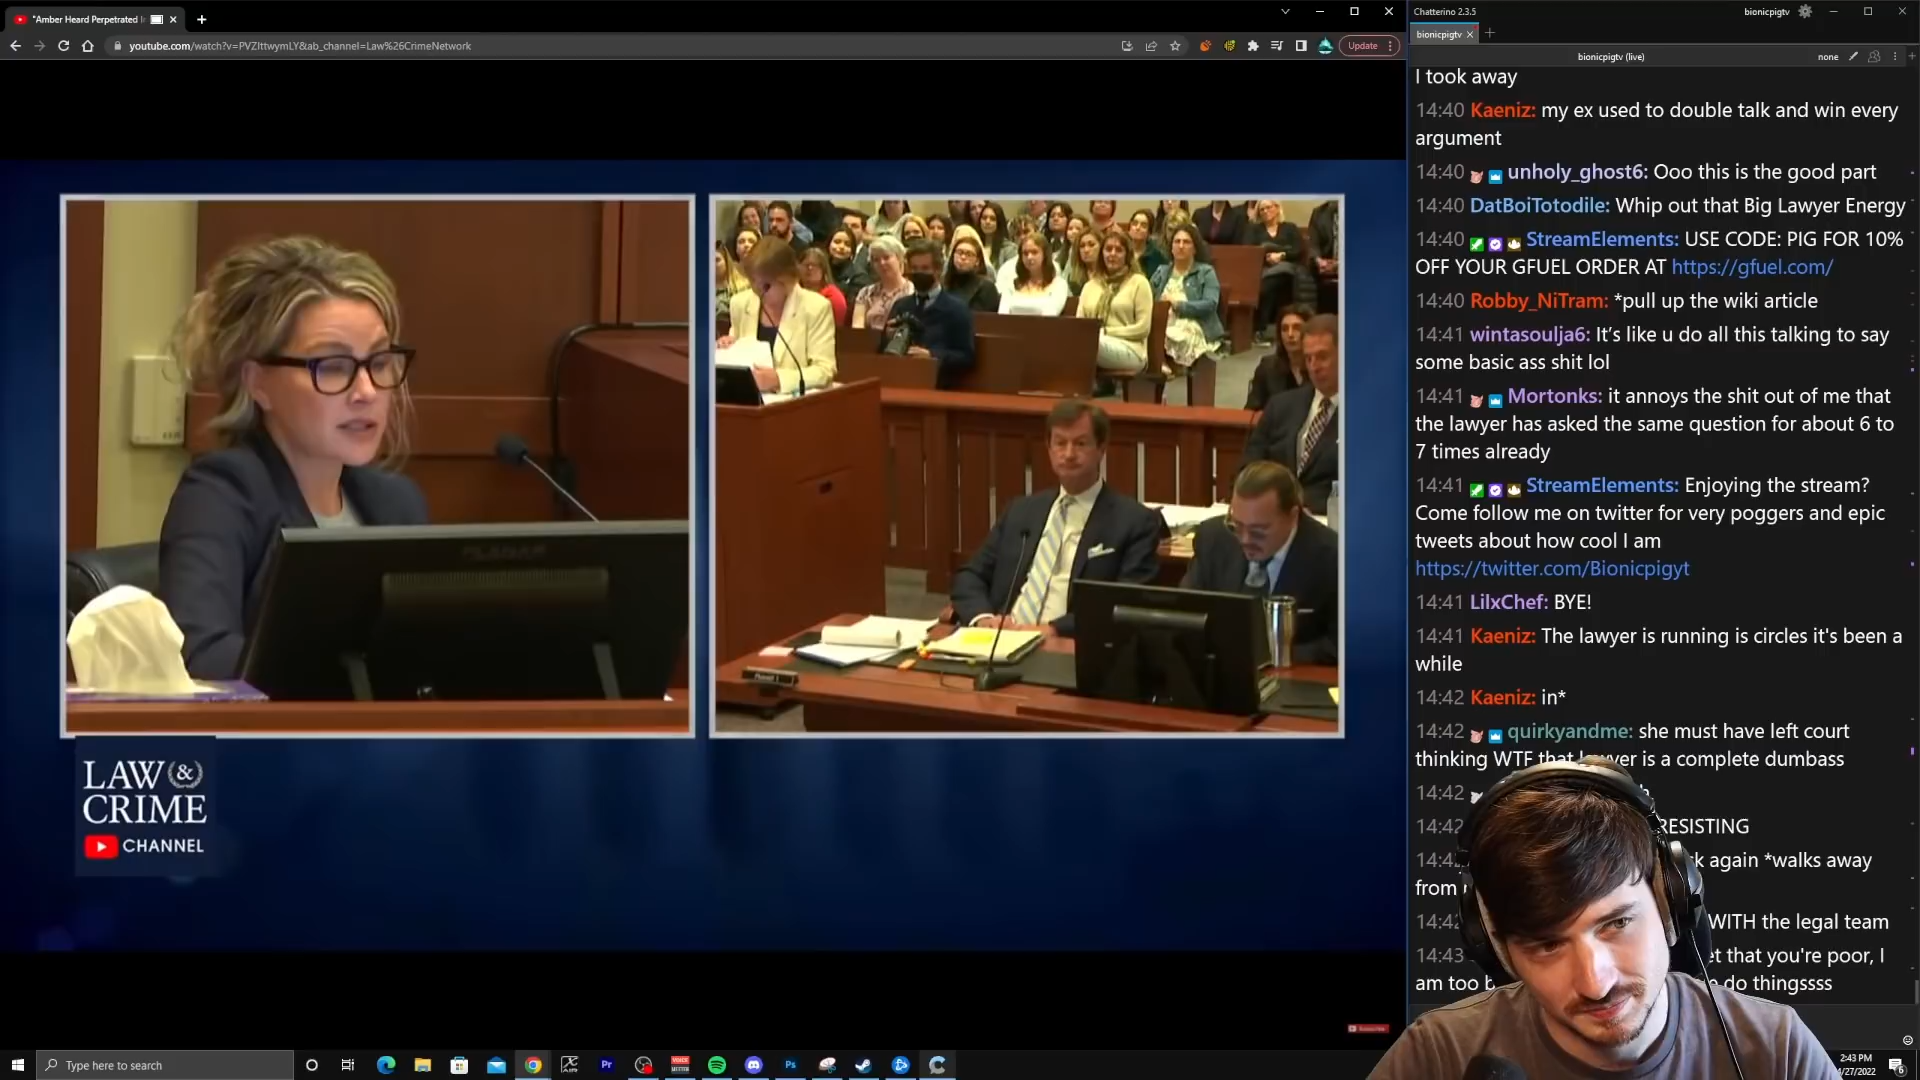 "Amber Heard Perpetrated I
youtube.com/watch?v=PVZIttwymLY&ab_channel=Law%26CrimeNetwork
Update
LAW &
CRIME
CHANNEL
Type here to search
2:43 PM
4/27/2022
Chatterino 2.3.5
bionicpigtv
bionicpigtv
bionicpigtv (live)
none
I took away
14:40 Kaeniz: my ex used to double talk and win every
argument
14:40 unholy_ghost6: Ooo this is the good part
14:40 DatBoiTotodile: Whip out that Big Lawyer Energy
14:40 StreamElements: USE CODE: PIG FOR 10%
OFF YOUR GFUEL ORDER AT https://gfuel.com/
14:40 Robby_NiTram: *pull up the wiki article
14:41 wintasoulja6: It's like u do all this talking to say
some basic ass shit lol
14:41 Mortonks: it annoys the shit out of me that
the lawyer has asked the same question for about 6 to
7 times already
14:41 StreamElements: Enjoying the stream?
Come follow me on twitter for very poggers and epic
tweets about how cool I am
https://twitter.com/Bionicpigyt
14:41 LilxChef: BYE!
14:41 Kaeniz: The lawyer is running is circles it's been a
while
14:42 Kaeniz: in*
14:42 quirkyandme: she must have left court
thinking WTF that lawyer is a complete dumbass
14:42
14:42 RESISTING
14:42 again *walks away
from
14:42 WITH the legal team
14:43 that you're poor, I
am too do thingssss